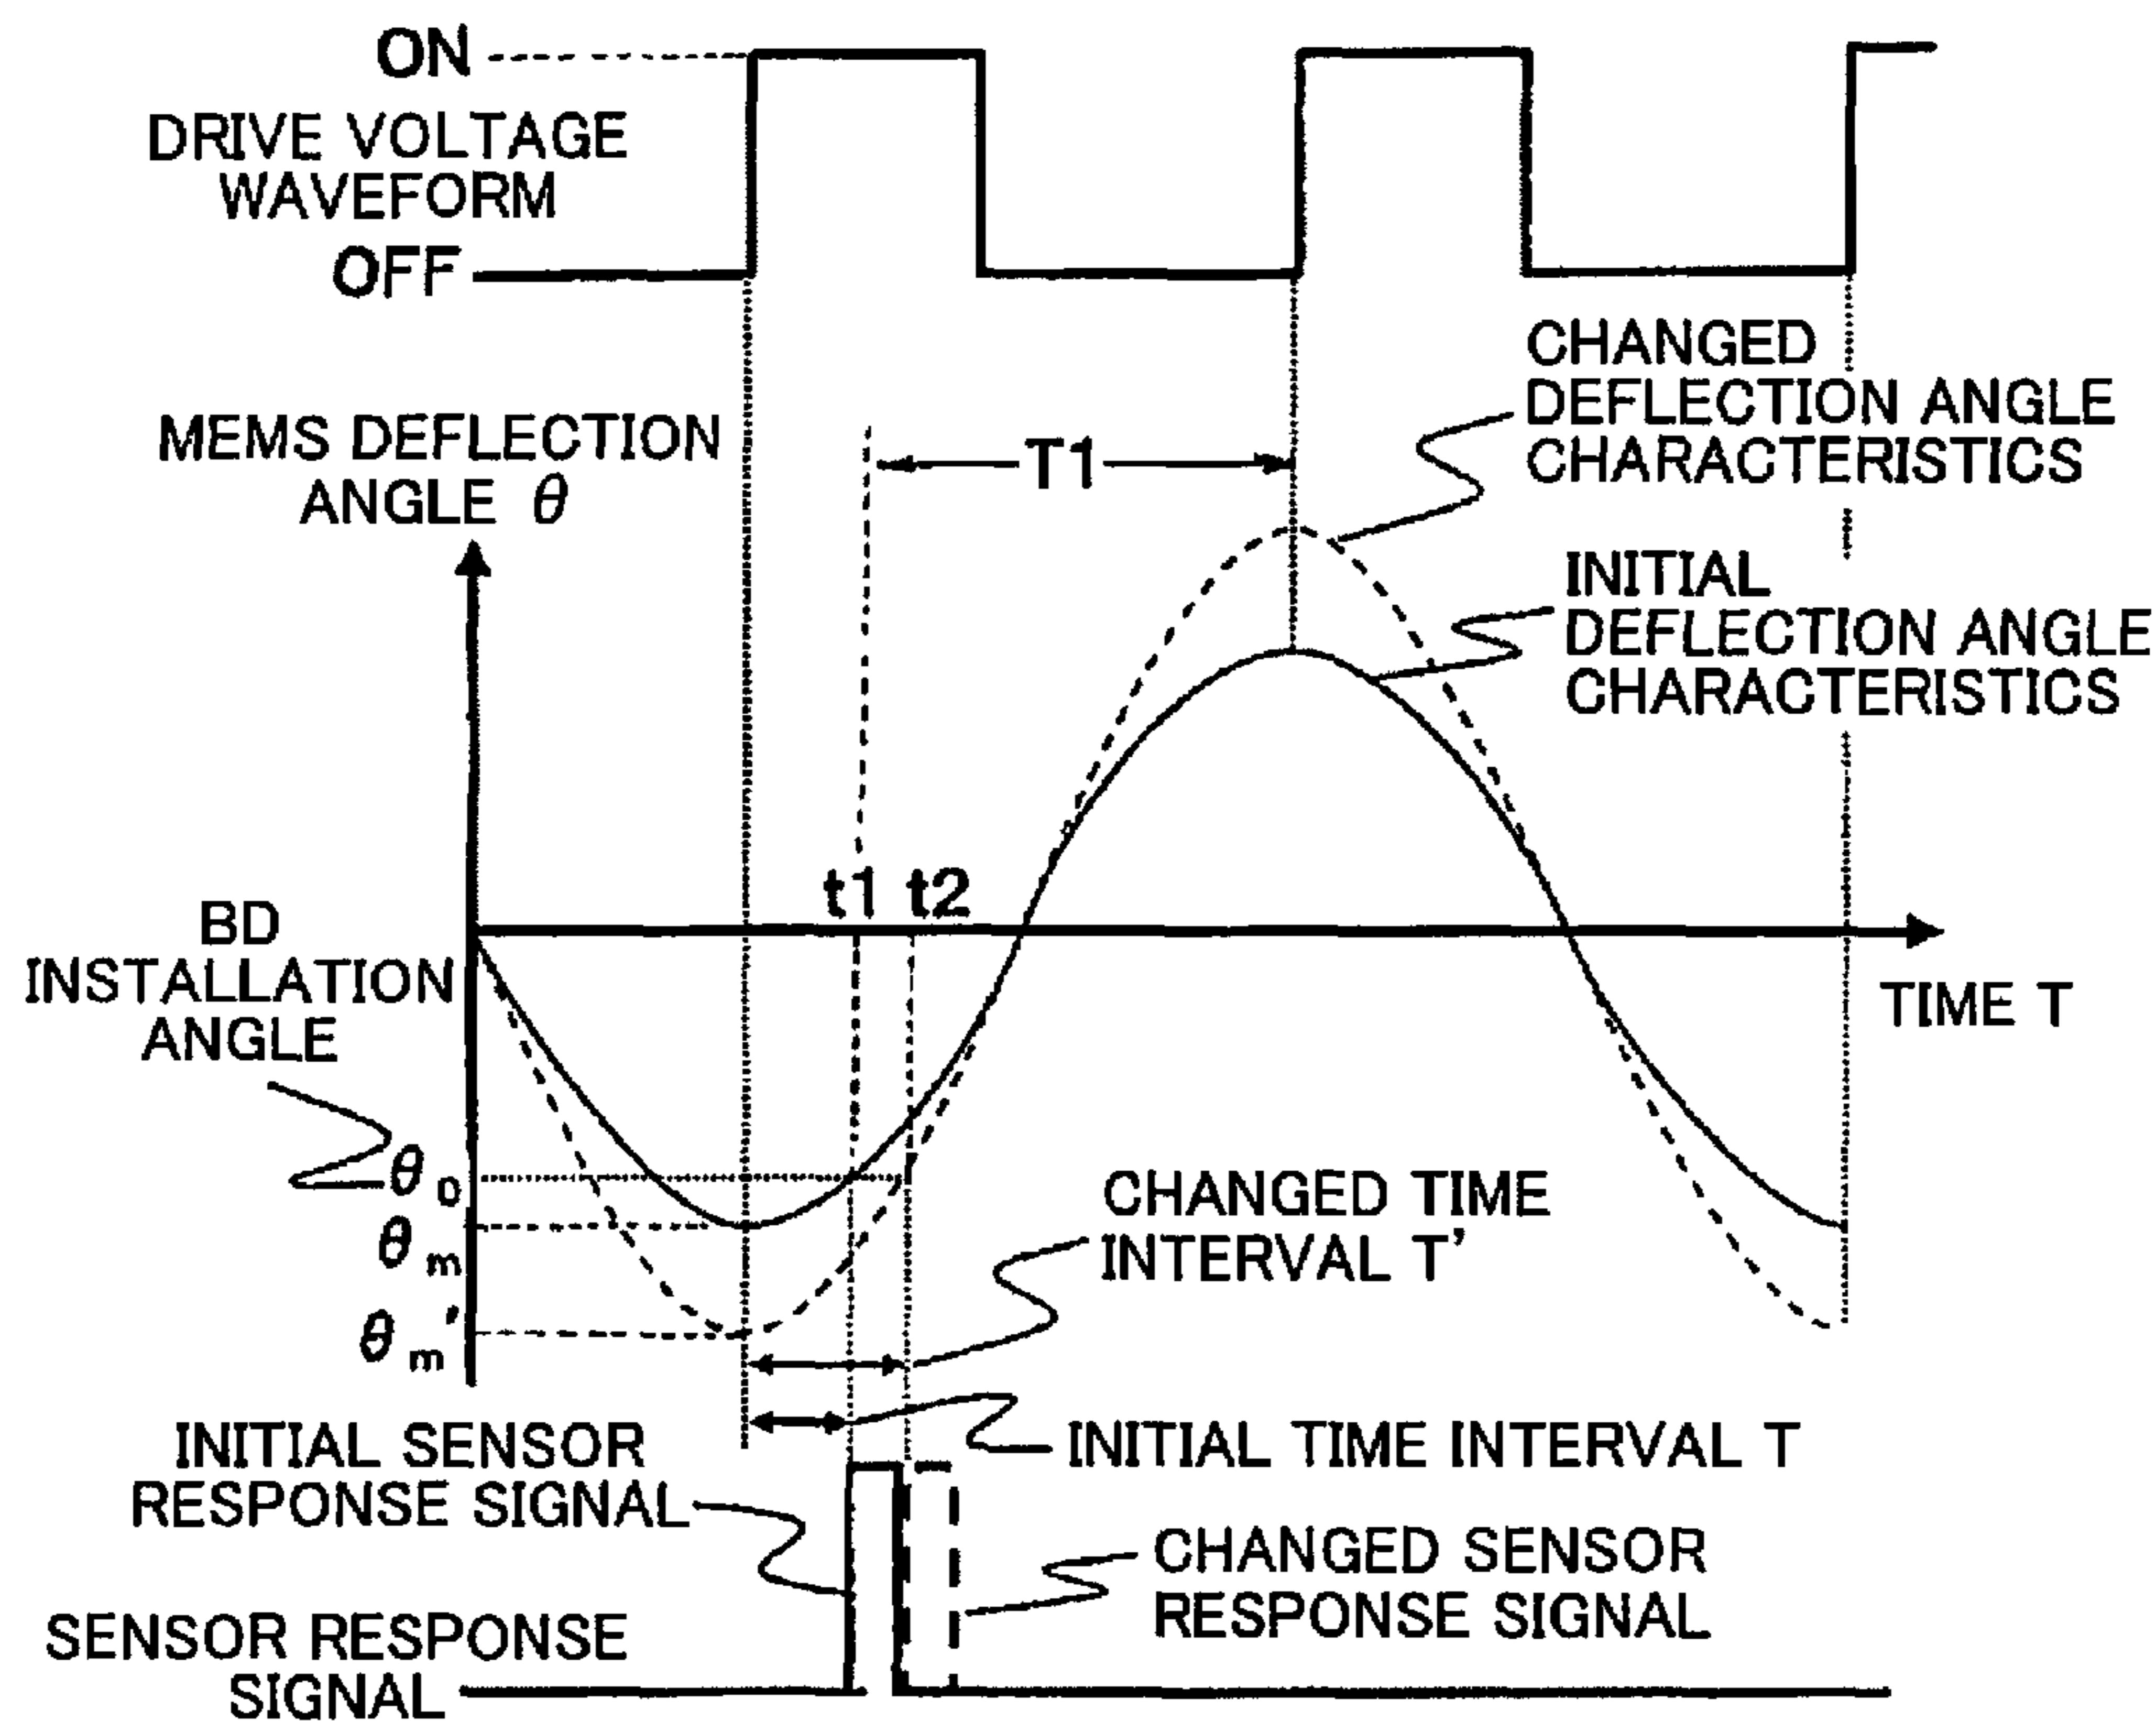 ON
DRIVE VOLTAGE
WAVEFORM
OFF
CHANGED
DEFLECTION ANGLE
CHARACTERISTICS
MEMS DEFLECTION
ANGLE θ
T1
INITIAL
DEFLECTION ANGLE
CHARACTERISTICS
t1 t2
BD
INSTALLATION
ANGLE
TIME T
θ0
θm
θm'
CHANGED TIME
INTERVAL T'
INITIAL SENSOR
RESPONSE SIGNAL
INITIAL TIME INTERVAL T
CHANGED SENSOR
RESPONSE SIGNAL
SENSOR RESPONSE
SIGNAL